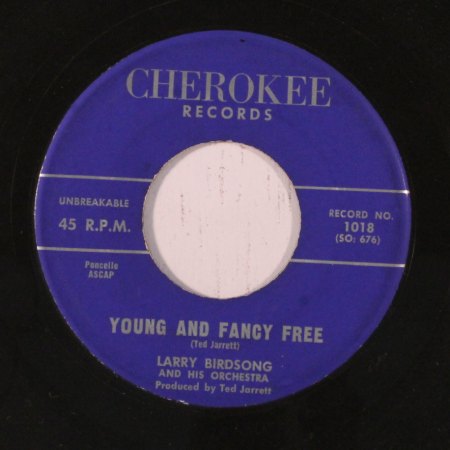 CHEROKEE
RECORDS
UNBREAKABLE
45 R.P.M.
RECORD NO.
1018
(SO: 676)
Poncelle
ASCAP
YOUNG AND FANCY FREE
(Ted Jarrett)
LARRY BIRDSONG
AND HIS ORCHESTRA
Produced by Ted Jarrett